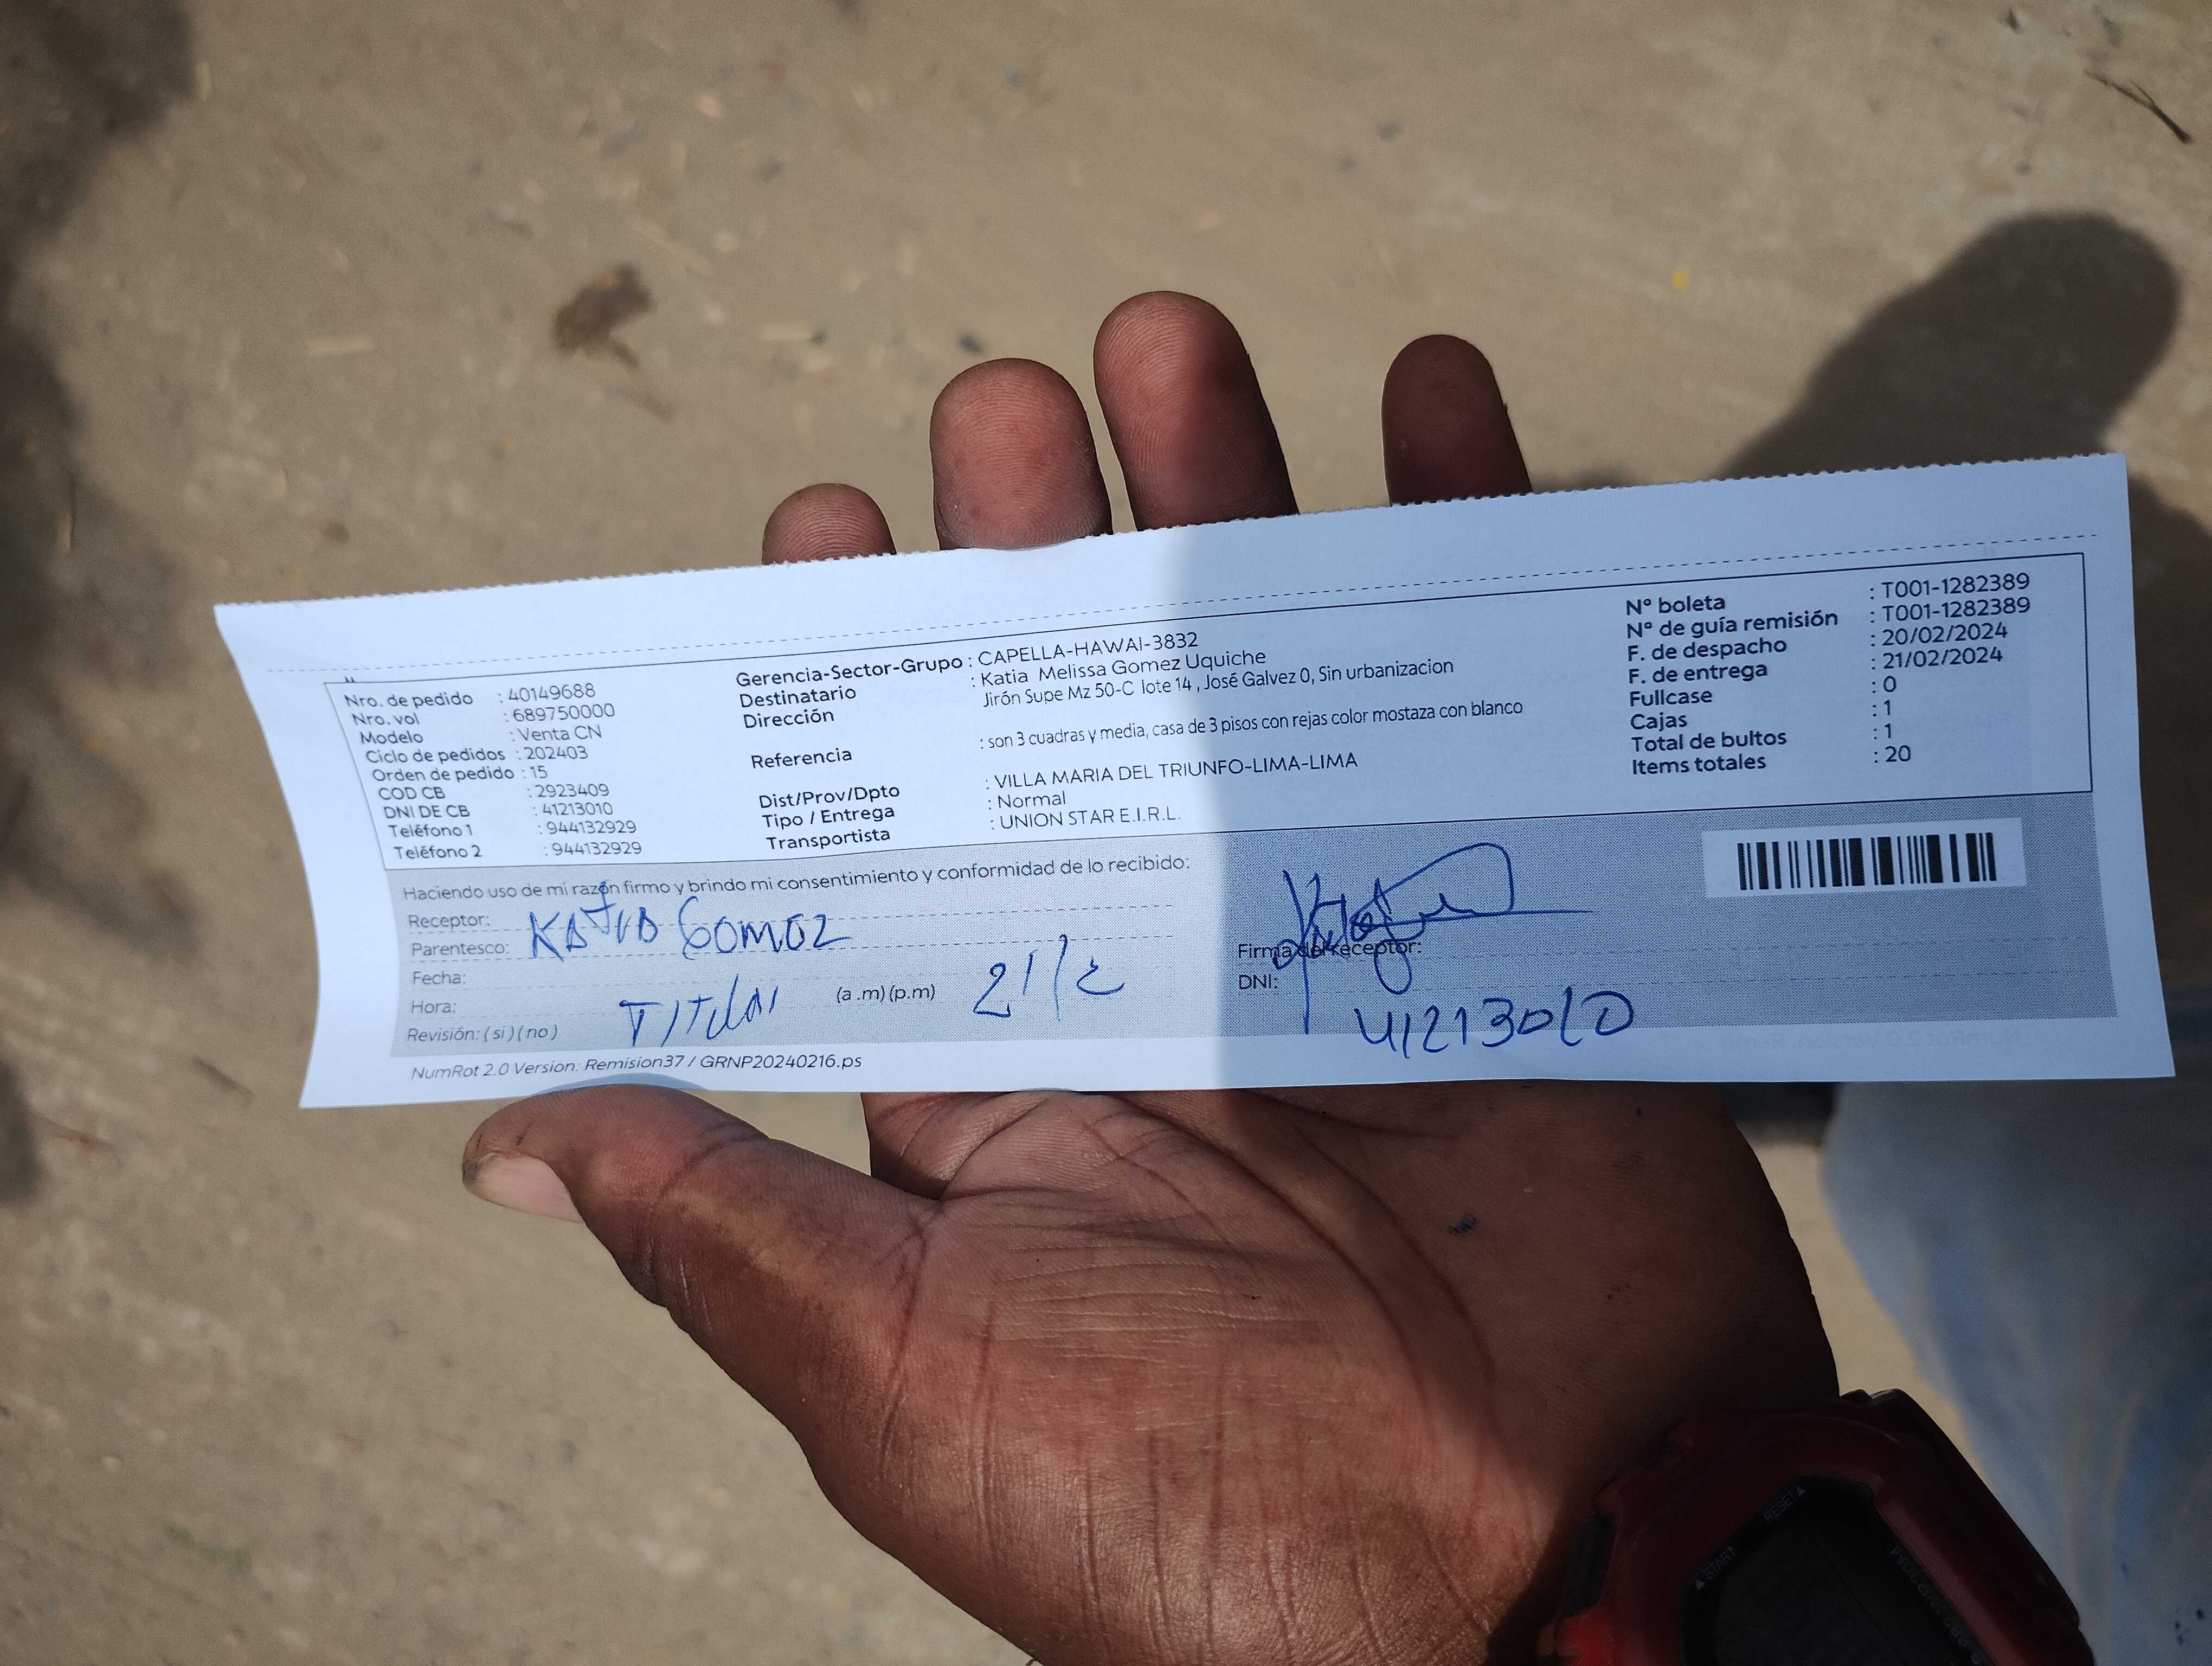 Nro. de pedido : 40149688
Nro. vol : 689750000
Modelo : Venta CN
Ciclo de pedidos : 202403
Orden de pedido : 15
COD CB : 2923409
DNI DE CB : 41213010
Teléfono 1 : 944132929
Teléfono 2 : 944132929
Gerencia-Sector-Grupo : CAPELLA-HAWAI-3832
Destinatario : Katia Melissa Gomez Uquiche
Dirección Jirón Supe Mz 50-C lote 14 , José Galvez 0, Sin urbanizacion
Referencia : son 3 cuadras y media, casa de 3 pisos con rejas color mostaza con blanco
Dist/Prov/Dpto : VILLA MARIA DEL TRIUNFO-LIMA-LIMA
Tipo / Entrega : Normal
Transportista : UNION STAR E.I.R.L.
Nº boleta : T001-1282389
Nº de guía remisión : T001-1282389
F. de despacho : 20/02/2024
F. de entrega : 21/02/2024
Fullcase : 0
Cajas : 1
Total de bultos : 1
Items totales : 20
Haciendo uso de mi razón firmo y brindo mi consentimiento y conformidad de lo recibido:
Receptor:
Parentesco: Katia Gomoz
Fecha:
Hora: (a .m) (p.m) 21/2
Titular
Revisión: ( si ) ( no )
Firma del Receptor:
DNI:
41213010
NumRot 2.0 Version: Remision37 / GRNP20240216.ps
START
RESET